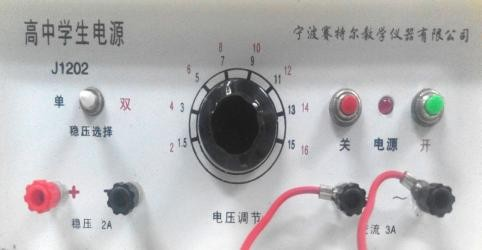 高中学生电源
宁波赛特尔教学仪器有限公司
J1202
单 双
稳压选择
2 1.5 4 3 6 5 8 7 9 10 11 12 13 14 15 16
关 电源 开
+
稳压 2A
电压调节
~
流 3A